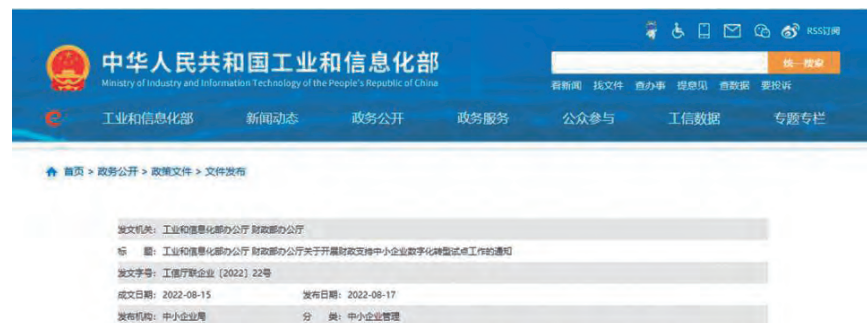 RSS订阅
中华人民共和国工业和信息化部
Ministry of Industry and Information Technology of the People's Republic of China
统一搜索
看新闻 找文件 查办事 提意见 查数据 要投诉
工业和信息化部 新闻动态 政务公开 政务服务 公众参与 工信数据 专题专栏
首页 > 政务公开 > 政策文件 > 文件发布
发文机关: 工业和信息化部办公厅 财政部办公厅
标 题: 工业和信息化部办公厅 财政部办公厅关于开展财政支持中小企业数字化转型试点工作的通知
发文字号: 工信厅联企业〔2022〕22号
成文日期: 2022-08-15 发布日期: 2022-08-17
发布机构: 中小企业局 分 类: 中小企业管理